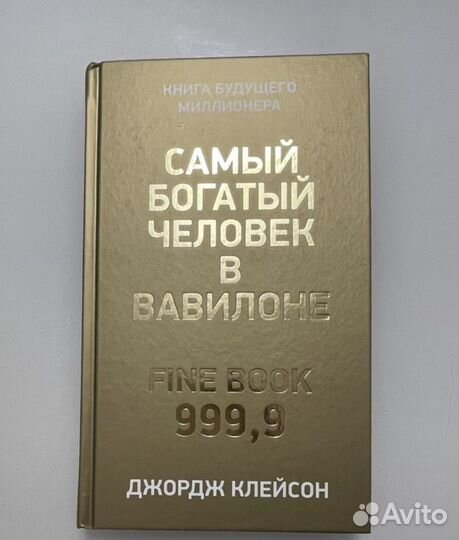 КНИГА БУДУЩЕГО
МИЛЛИОНЕРА
САМЫЙ
БОГАТЫЙ
ЧЕЛОВЕК
В
ВАВИЛОНЕ
FINE BOOK
999,9
ДЖОРДЖ КЛЕЙСОН
Avito